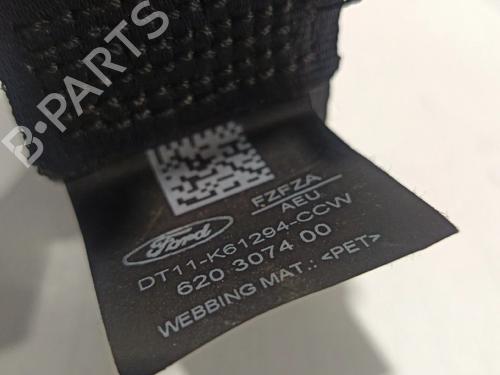 B-PARTS
FZFZA
AEU
Ford
DT11-K61294-CCW
620 3074 00
WEBBING MAT.: <PET>